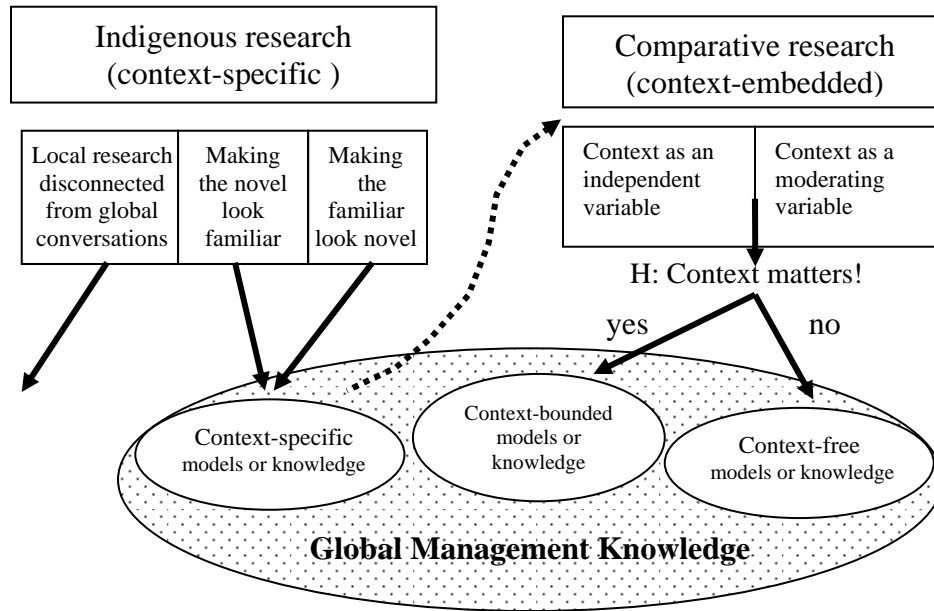 Indigenous research
(context-specific )
Comparative research
(context-embedded)
Local research
disconnected
from global
conversations
Making
the novel
look
familiar
Making
the
familiar
look novel
Context as an
independent
variable
Context as a
moderating
variable
H: Context matters!
yes
no
Context-specific
models or knowledge
Context-bounded
models or
knowledge
Context-free
models or knowledge
Global Management Knowledge